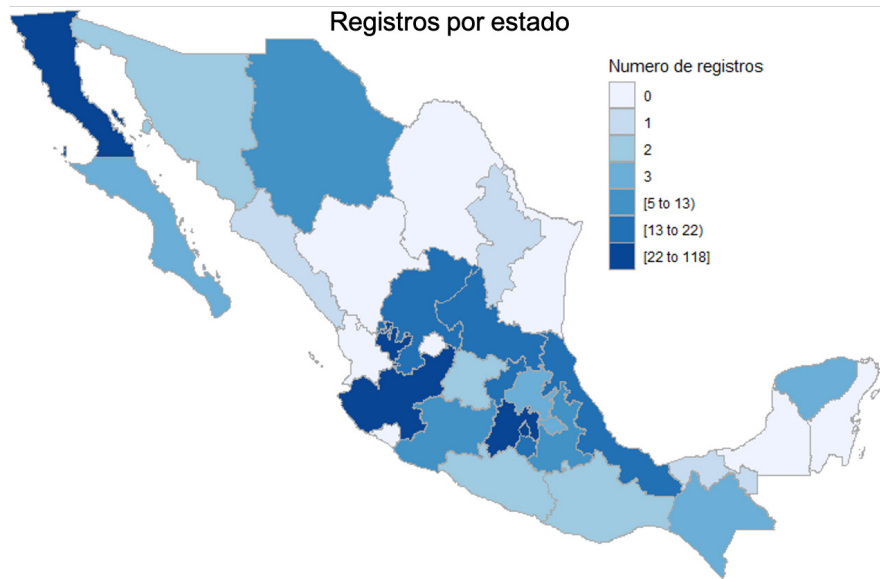 Registros por estado
Numero de registros
0
1
2
3
[5 to 13)
[13 to 22)
[22 to 118]